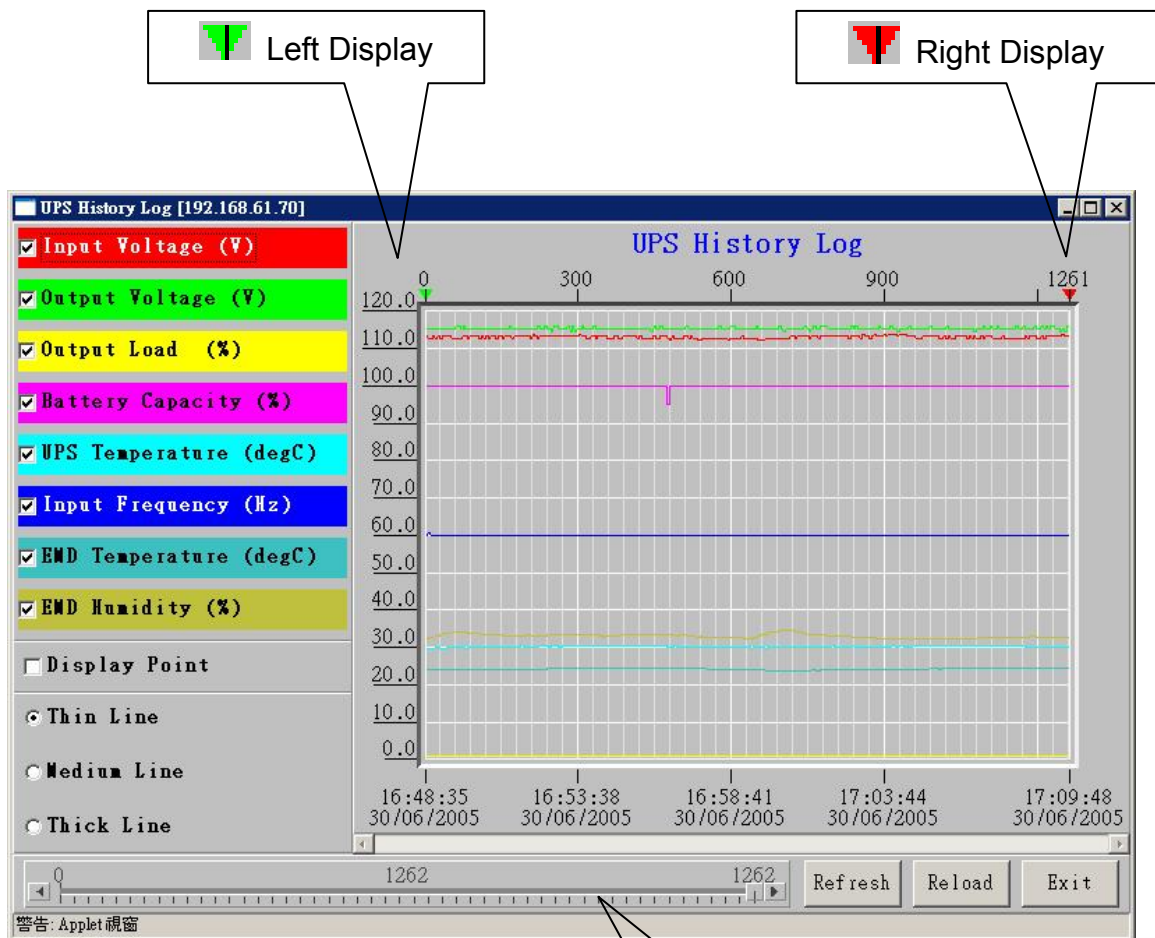 Left Display
Right Display
UPS History Log [192.168.61.70]
Input Voltage (V)
Output Voltage (V)
Output Load (%)
Battery Capacity (%)
UPS Temperature (degC)
Input Frequency (Hz)
EMD Temperature (degC)
EMD Humidity (%)
Display Point
Thin Line
Medium Line
Thick Line
UPS History Log
0 300 600 900 1261
120.0
110.0
100.0
90.0
80.0
70.0
60.0
50.0
40.0
30.0
20.0
10.0
0.0
16:48:35 16:53:38 16:58:41 17:03:44 17:09:48
30/06/2005 30/06/2005 30/06/2005 30/06/2005 30/06/2005
0 1262 1262
Refresh Reload Exit
警告: Applet 視窗